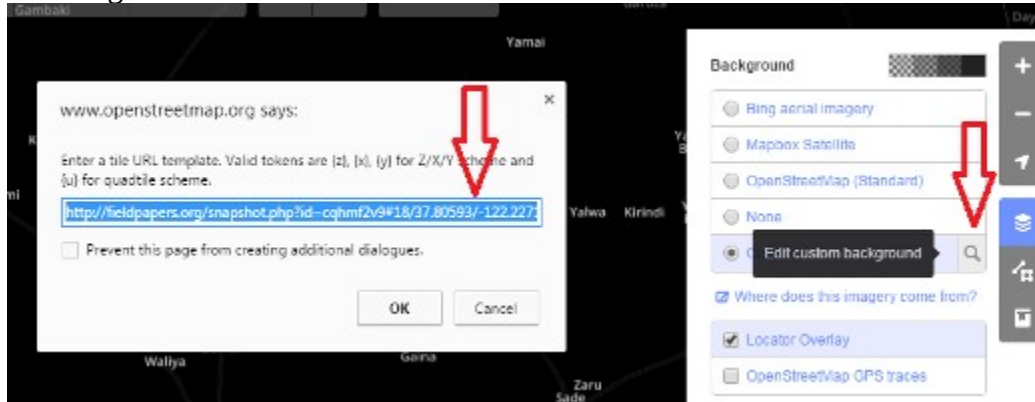 Gambaki
Yamai
www.openstreetmap.org says:
Enter a tile URL template. Valid tokens are {z}, {x}, {y} for Z/X/Y scheme and
{u} for quadtile scheme.
http://fieldpapers.org/snapshot.php?id=cqhmf2v9#18/37.80593/-122.227
Prevent this page from creating additional dialogues.
OK
Cancel
Yalwa
Kirindi
Waliya
Gaina
Zaru
Sade
Day
Background
Bing aerial imagery
Mapbox Satellite
OpenStreetMap (Standard)
None
Edit custom background
Where does this imagery come from?
Locator Overlay
OpenStreetMap GPS traces